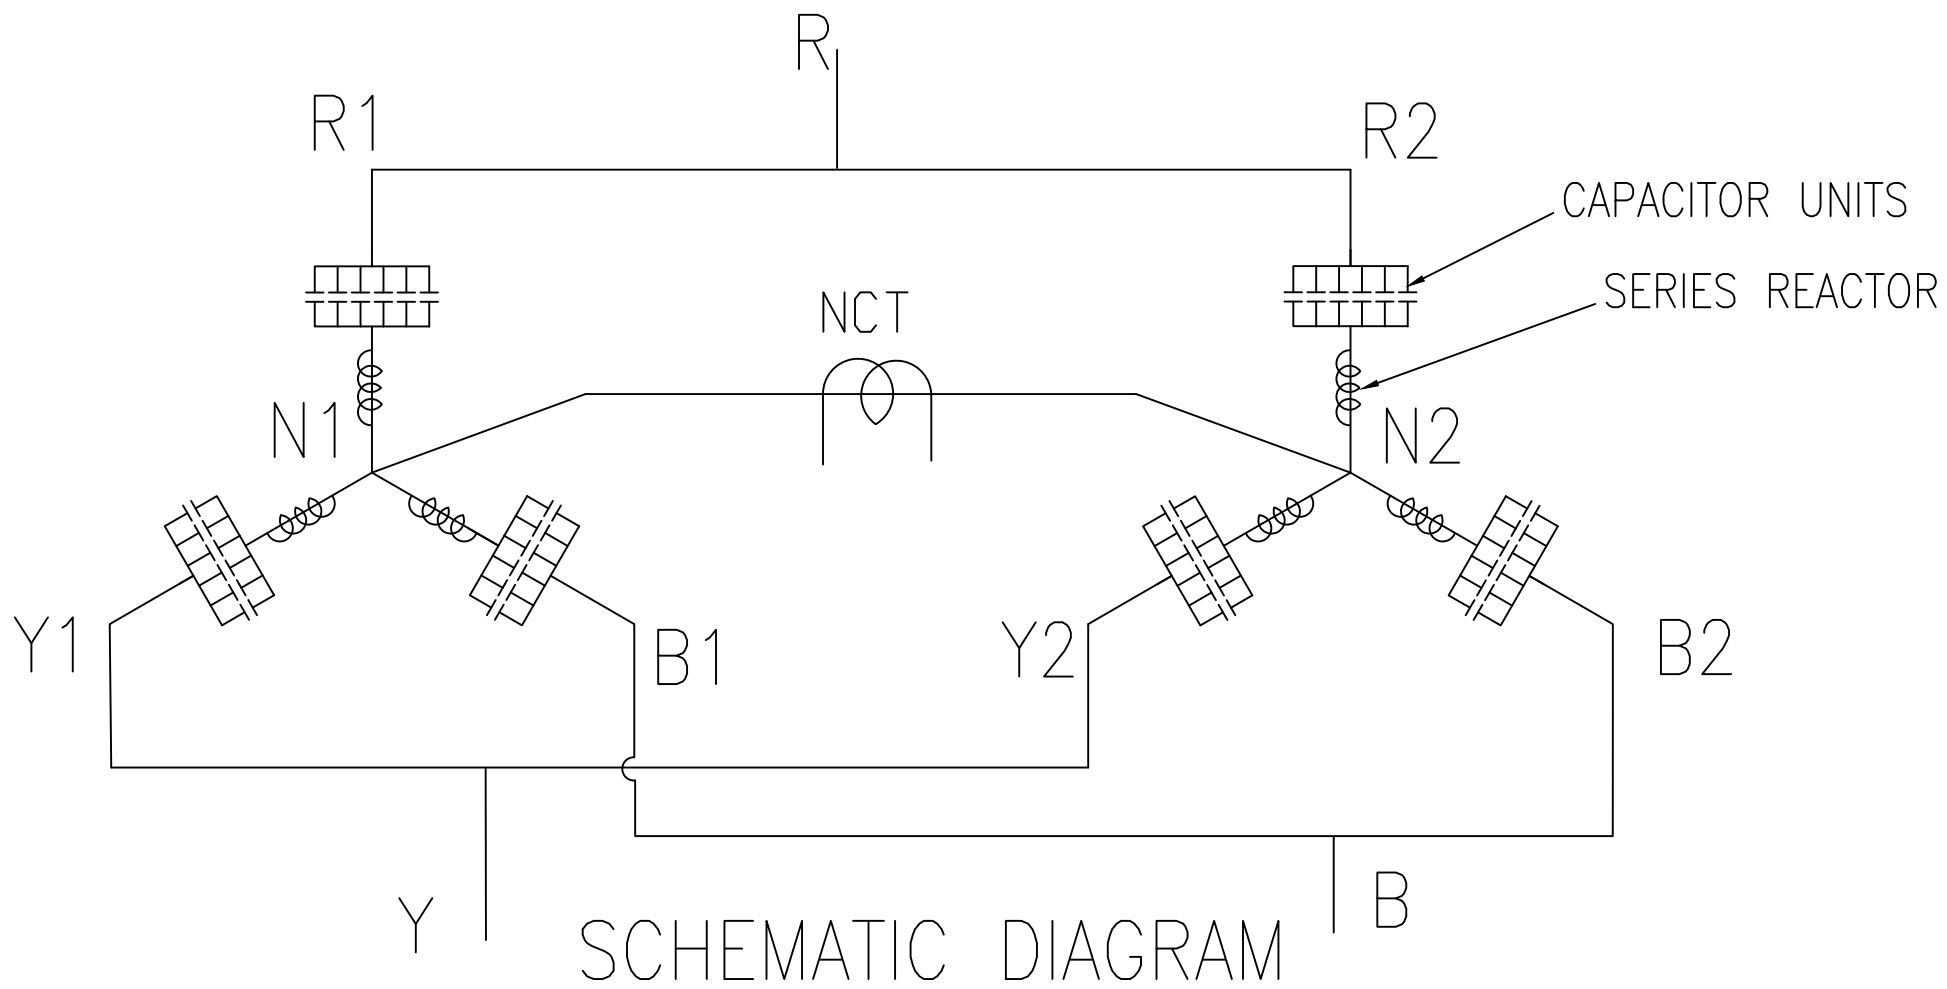 R
R1
R2
CAPACITOR UNITS
SERIES REACTOR
NCT
N1
N2
Y1
B1
Y2
B2
Y
B
SCHEMATIC DIAGRAM